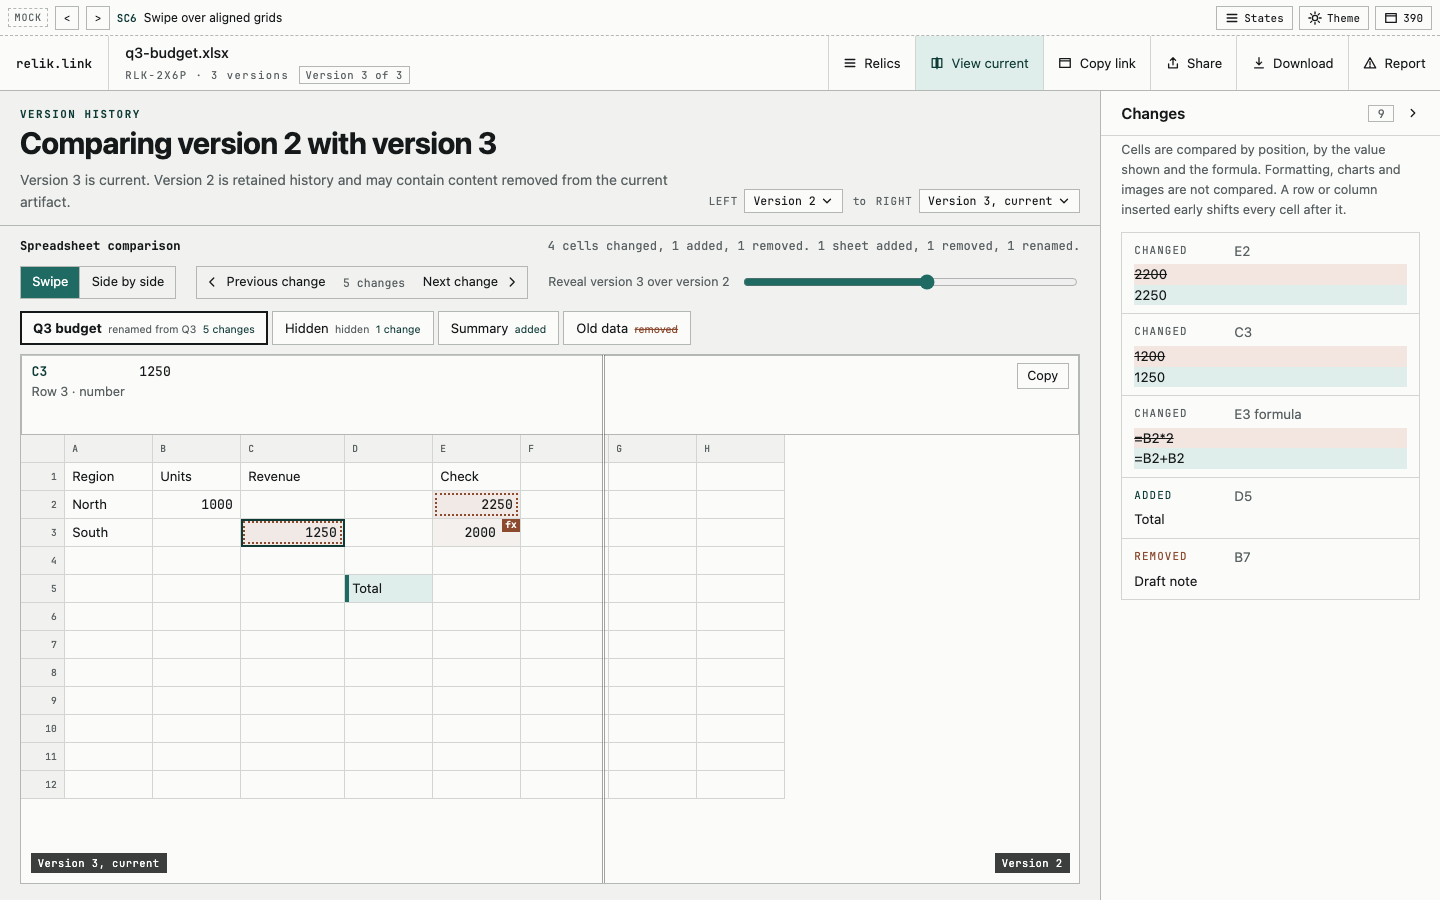 MOCK < > SC6 Swipe over aligned grids States Theme 390
relik.link
q3-budget.xlsx
RLK-2X6P · 3 versions Version 3 of 3
Relics View current Copy link Share Download Report
VERSION HISTORY
Comparing version 2 with version 3
Version 3 is current. Version 2 is retained history and may contain content removed from the current
artifact.
LEFT Version 2 to RIGHT Version 3, current
Spreadsheet comparison 4 cells changed, 1 added, 1 removed. 1 sheet added, 1 removed, 1 renamed.
Swipe Side by side Previous change 5 changes Next change Reveal version 3 over version 2
Q3 budget renamed from Q3 5 changes Hidden hidden 1 change Summary added Old data removed
C3 1250 Copy
Row 3 · number
A B C D E F G H
1 Region Units Revenue Check
2 North 1000 2250
3 South 1250 2000 fx
4
5 Total
6
7
8
9
10
11
12
Version 3, current Version 2
Changes 9
Cells are compared by position, by the value
shown and the formula. Formatting, charts and
images are not compared. A row or column
inserted early shifts every cell after it.
CHANGED E2
2200
2250
CHANGED C3
1200
1250
CHANGED E3 formula
=B2*2
=B2+B2
ADDED D5
Total
REMOVED B7
Draft note